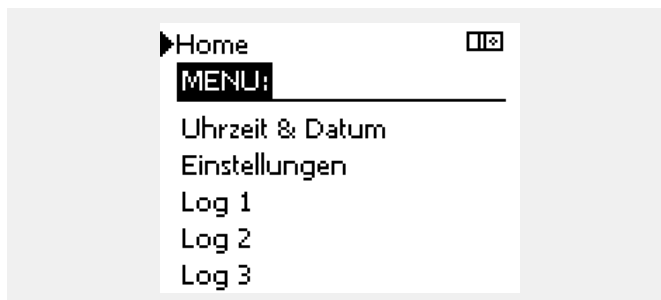 Home
MENU:
Uhrzeit & Datum
Einstellungen
Log 1
Log 2
Log 3